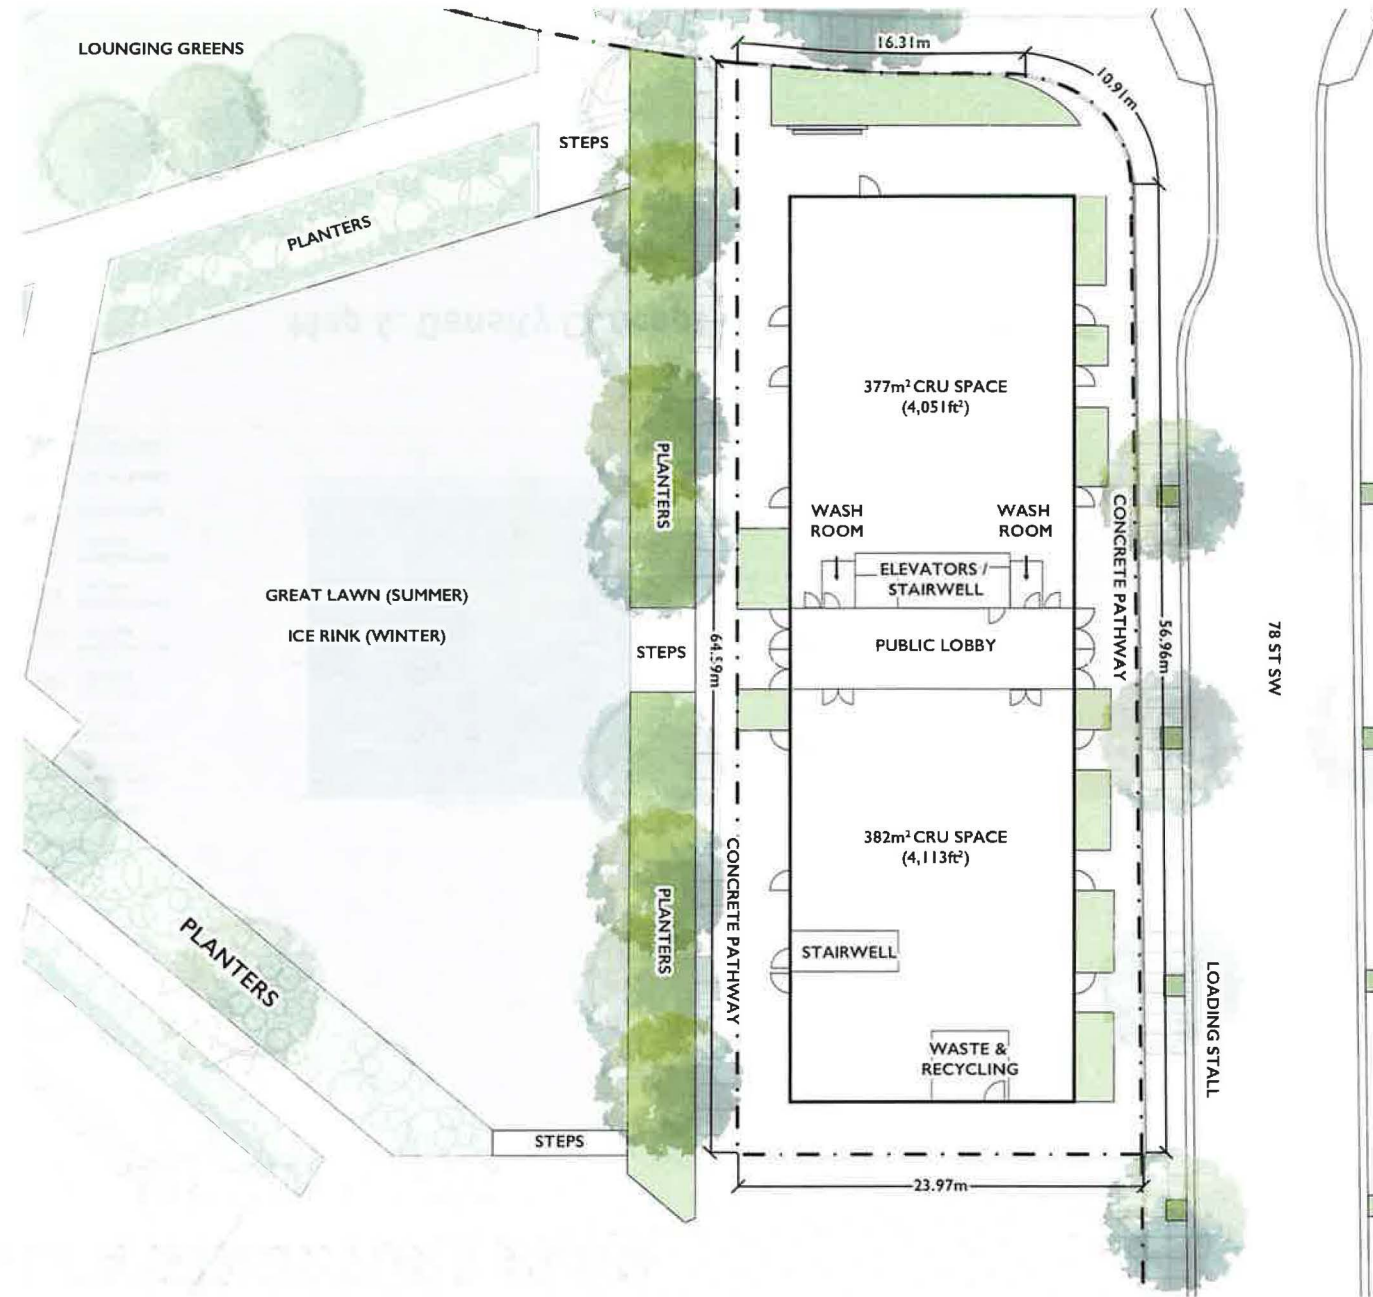 LOUNGING GREENS
16.31m
10.91m
STEPS
PLANTERS
377m² CRU SPACE
(4,051ft²)
PLANTERS
WASH
ROOM
WASH
ROOM
CONCRETE PATHWAY
ELEVATORS /
STAIRWELL
GREAT LAWN (SUMMER)
ICE RINK (WINTER)
STEPS
64.59m
PUBLIC LOBBY
56.96m
78 ST SW
382m² CRU SPACE
(4,113ft²)
CONCRETE PATHWAY
PLANTERS
PLANTERS
STAIRWELL
LOADING STALL
WASTE &
RECYCLING
STEPS
23.97m